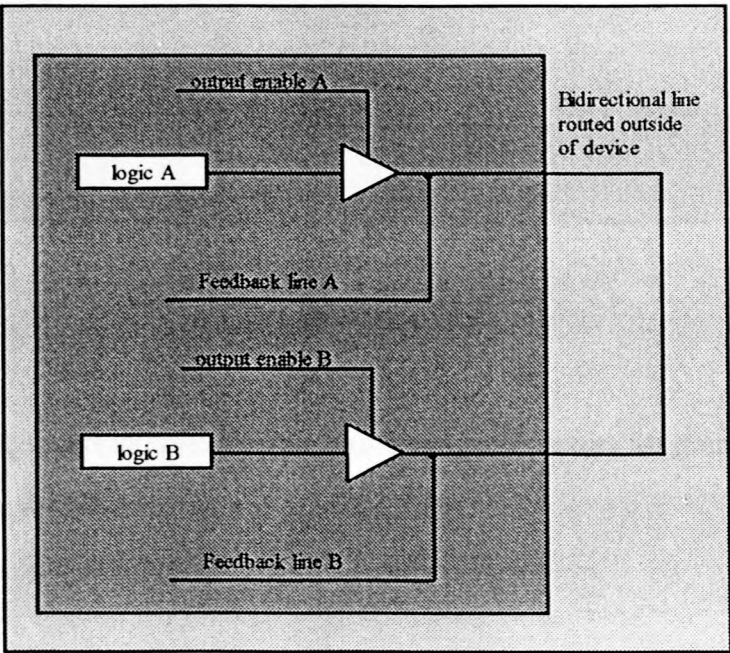 output enable A
Bidirectional line
routed outside
of device
logic A
Feedback line A
output enable B
logic B
Feedback line B